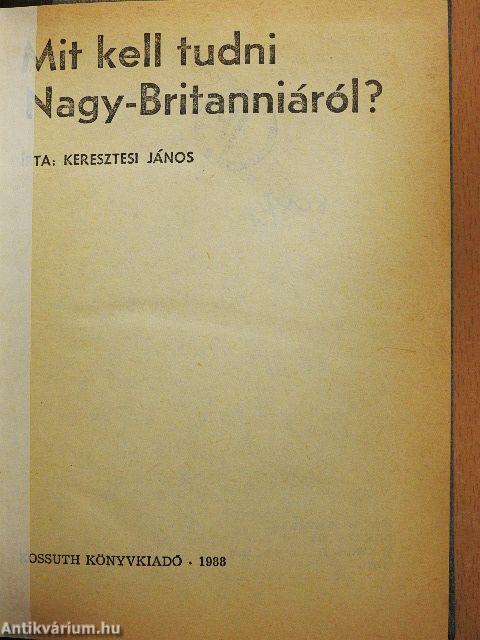 Mit kell tudni
Nagy-Britanniáról?
ÍRTA: KERESZTESI JÁNOS
KOSSUTH KÖNYVKIADÓ · 1988
Antikvárium.hu